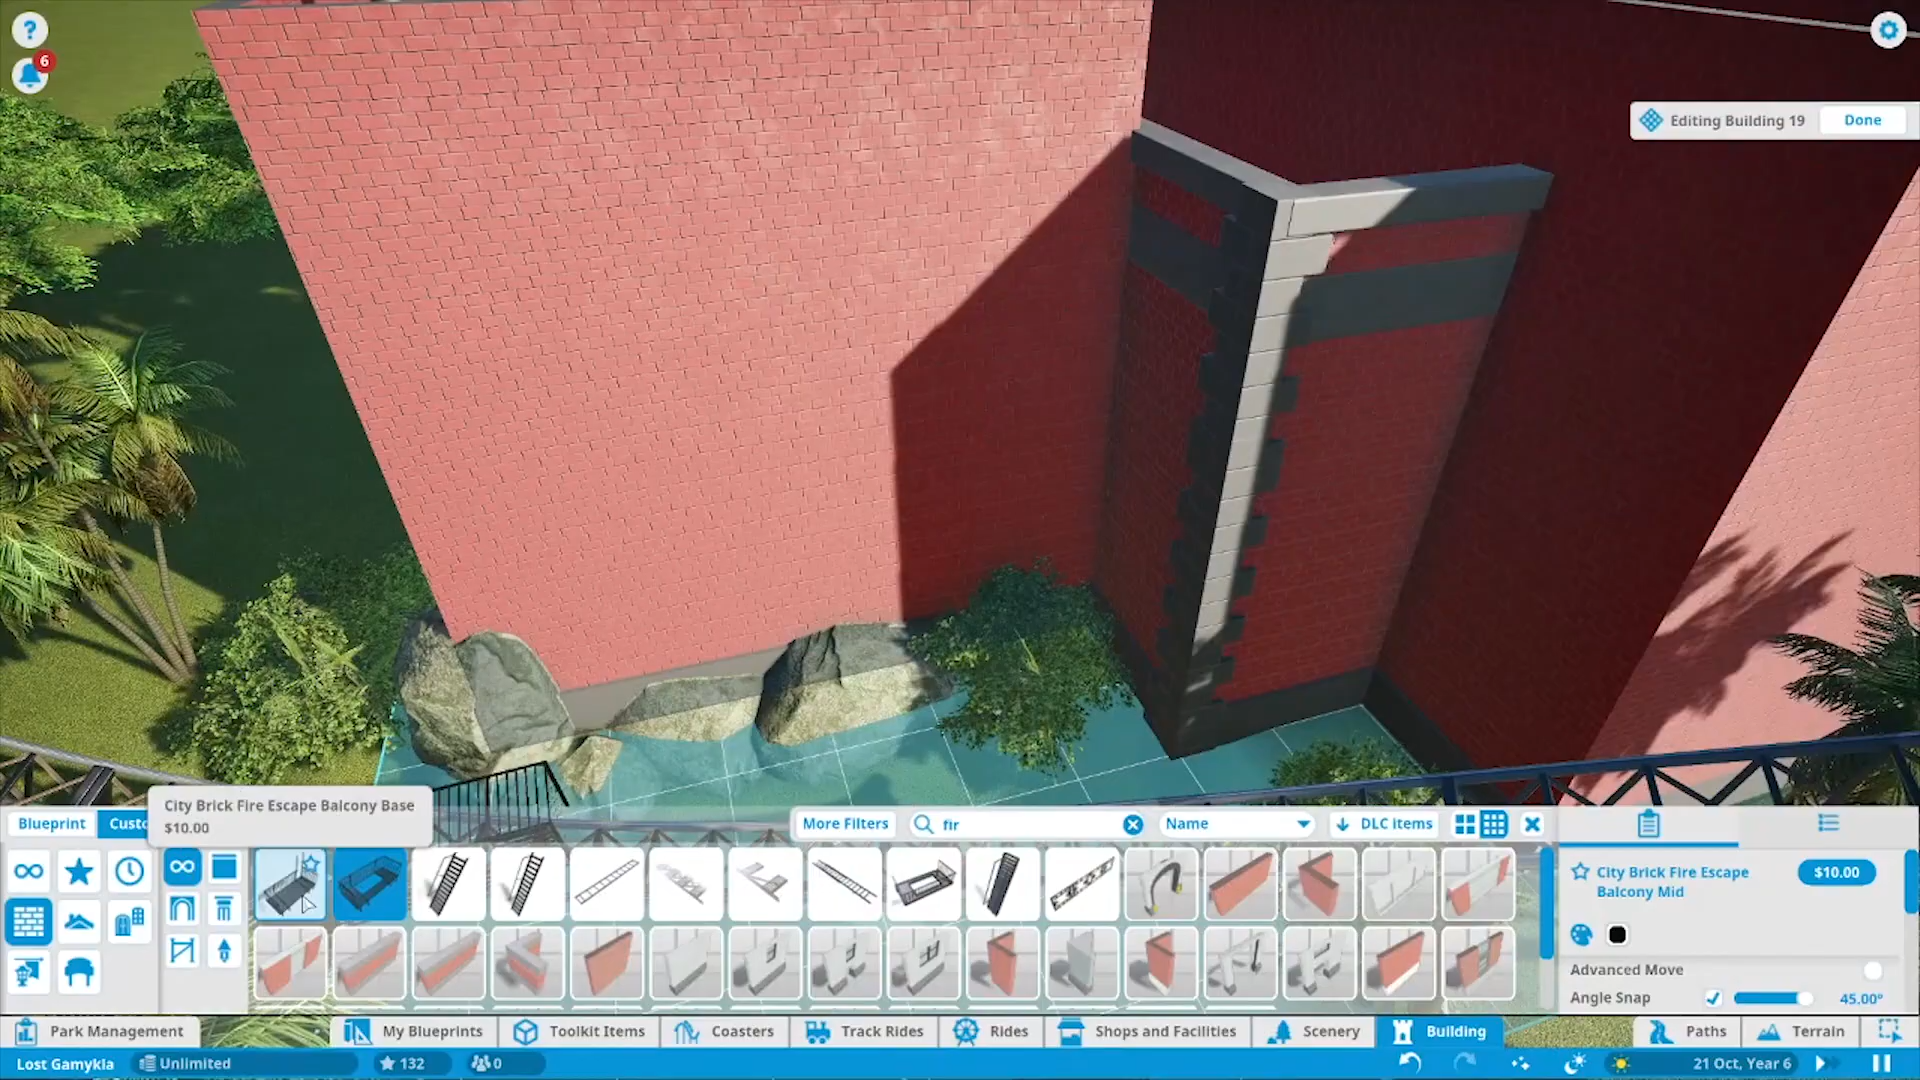 ?
6
Editing Building 19
Done
City Brick Fire Escape Balcony Base
$10.00
Blueprint
Custo
More Filters
fir
Name
DLC items
City Brick Fire Escape
Balcony Mid
$10.00
Advanced Move
Angle Snap
45.00°
Park Management
My Blueprints
Toolkit Items
Coasters
Track Rides
Rides
Shops and Facilities
Scenery
Building
Paths
Terrain
Lost Gamykla
Unlimited
132
0
21 Oct, Year 6